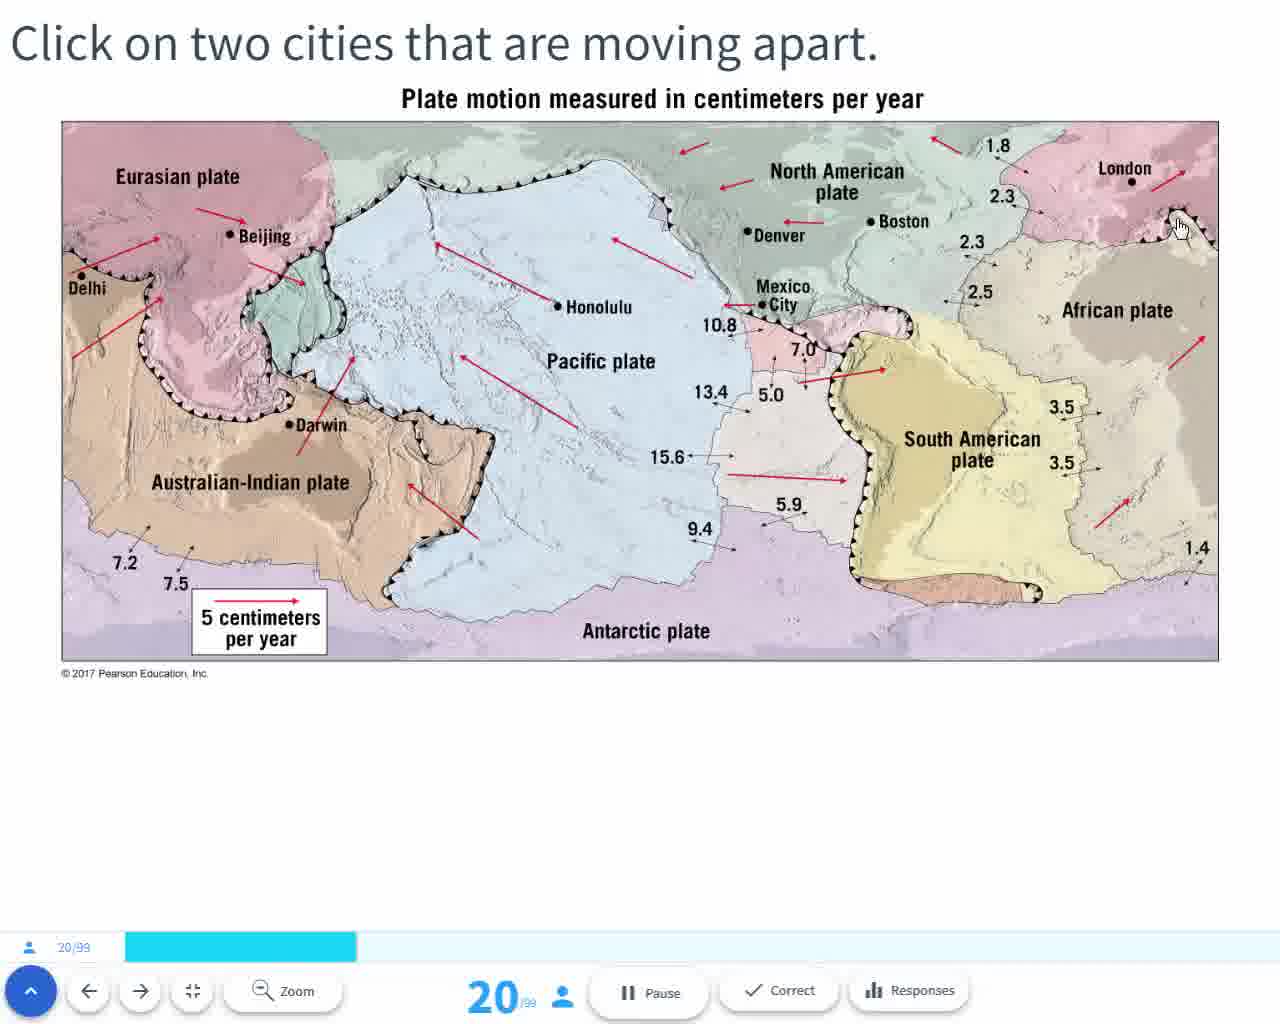 Click on two cities that are moving apart.
Plate motion measured in centimeters per year
Eurasian plate
Beijing
Delhi
North American
plate
Boston
Denver
Mexico
City
London
1.8
2.3
2.3
2.5
African plate
Honolulu
Pacific plate
10.8
7.0
5.0
13.4
15.6
5.9
9.4
South American
plate
3.5
3.5
1.4
Darwin
Australian-Indian plate
7.2
7.5
5 centimeters
per year
Antarctic plate
© 2017 Pearson Education, Inc.
20/99
Zoom
20/99
Pause
Correct
Responses